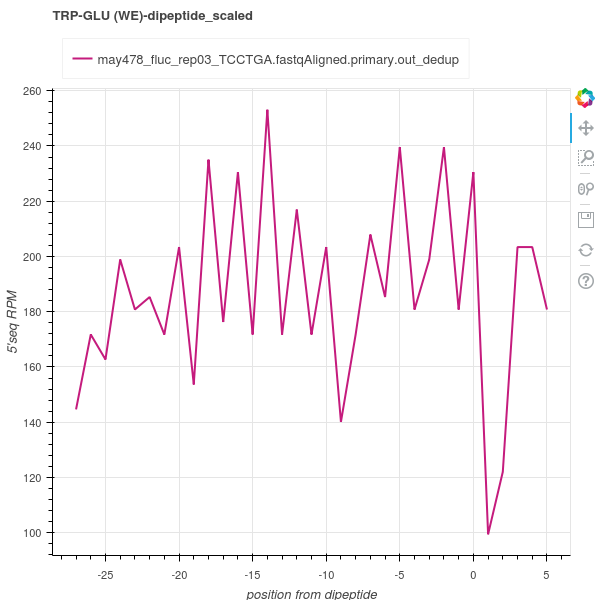 TRP-GLU (WE)-dipeptide_scaled
may478_fluc_rep03_TCCTGA.fastqAligned.primary.out_dedup
260
240
220
200
180
160
140
120
100
5'seq RPM
-25 -20 -15 -10 -5 0 5
position from dipeptide